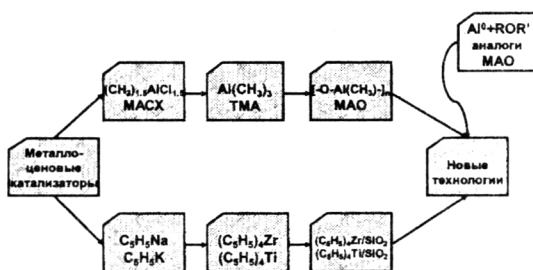 Al⁰+ROR'
аналоги
МАО
(CH₃)₁.₅AlCl₁.₅
МАСХ
Al(CH₃)₃
ТМА
[-O-Al(CH₃)-]ₙ
МАО
Металло-
ценовые
катализаторы
Новые
технологии
C₅H₅Na
C₅H₅K
(C₅H₅)₄Zr
(C₅H₅)₄Ti
(C₅H₅)₄Zr/SiO₂
(C₅H₅)₄Ti/SiO₂